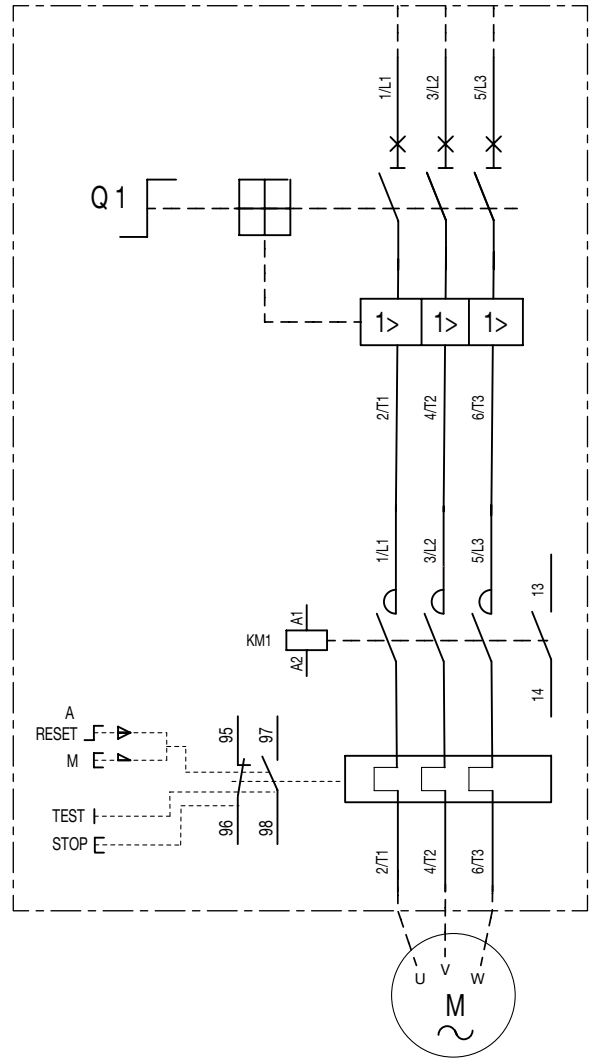 1/L1 3/L2 5/L3
Q1
1> 1> 1>
2/T1 4/T2 6/T3
1/L1 3/L2 5/L3 13
KM1 A1
A2
14
A
RESET 95 97
M
TEST
STOP 96 98
2/T1 4/T2 6/T3
U V W
M